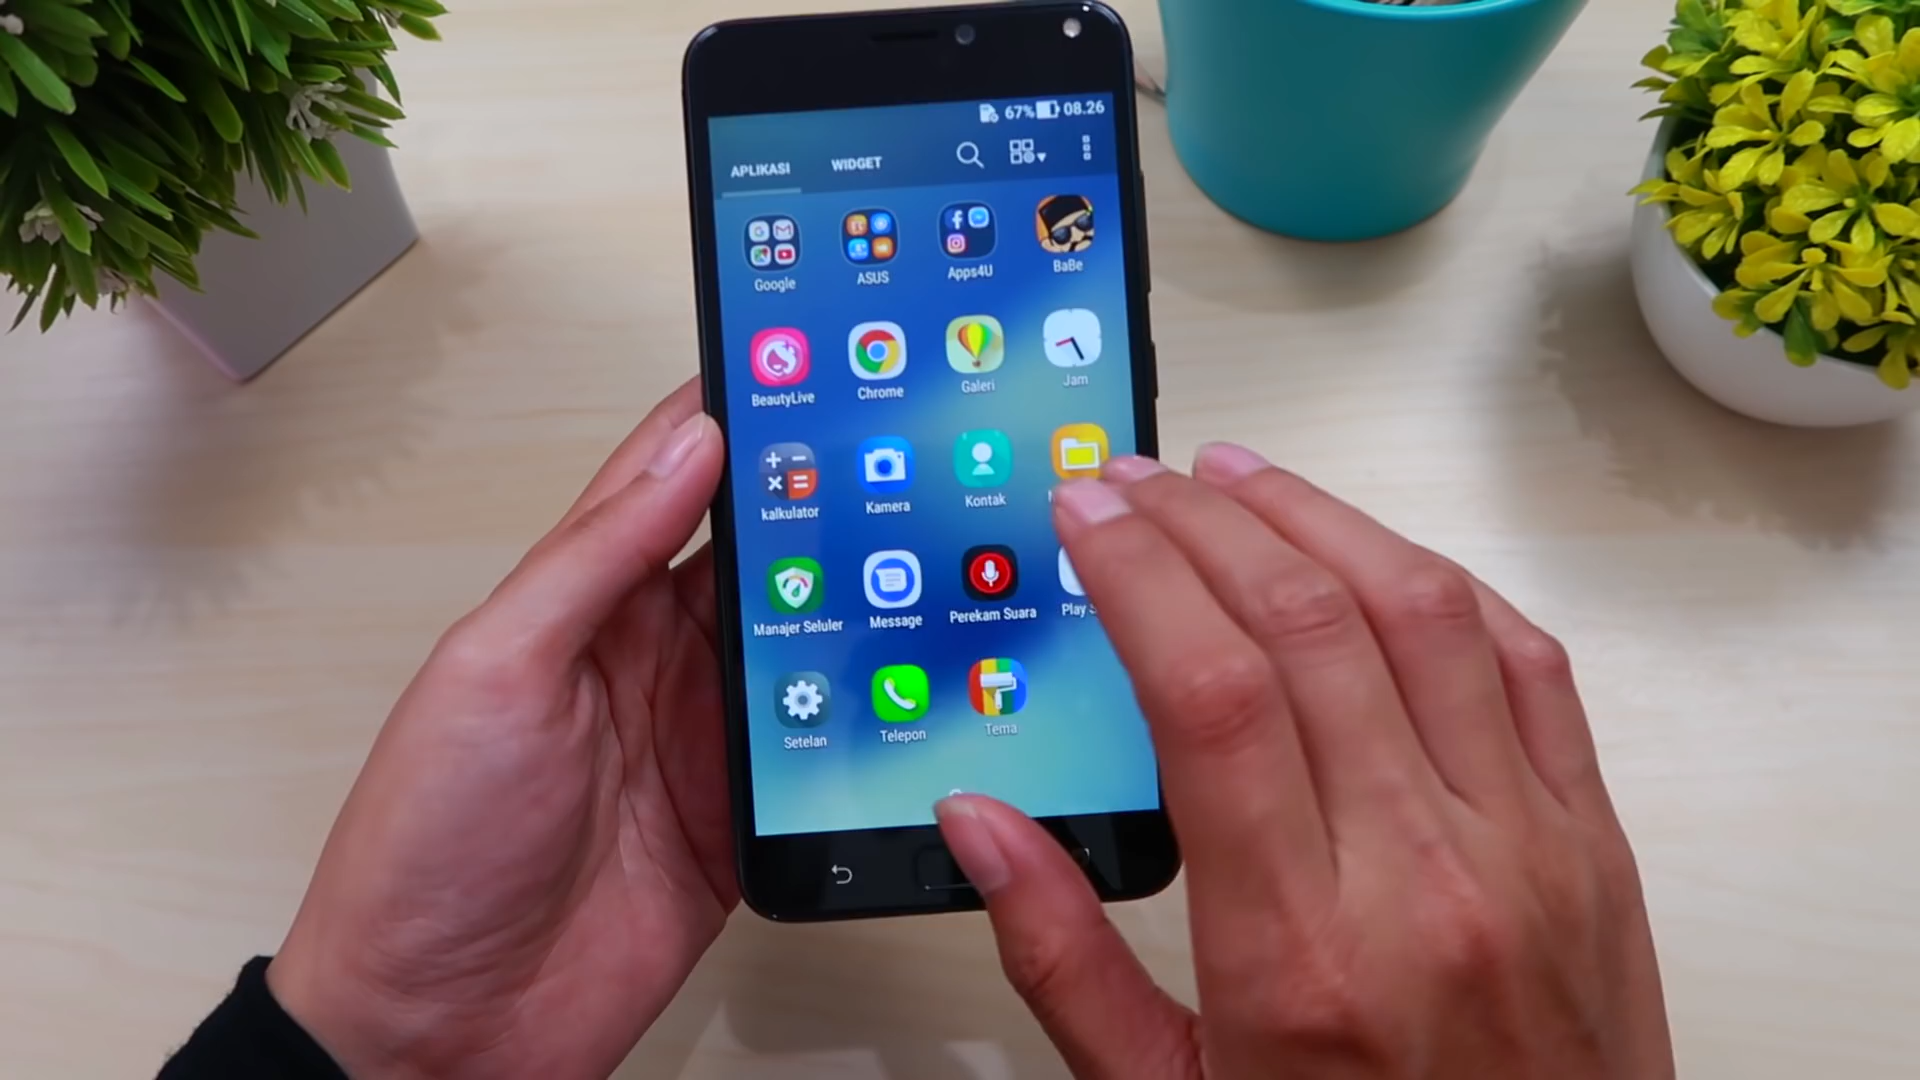 67% 08.26
APLIKASI WIDGET
Google ASUS Apps4U BaBe
BeautyLive Chrome Galeri Jam
kalkulator Kamera Kontak
Manajer Seluler Message Perekam Suara Play
Setelan Telepon Tema